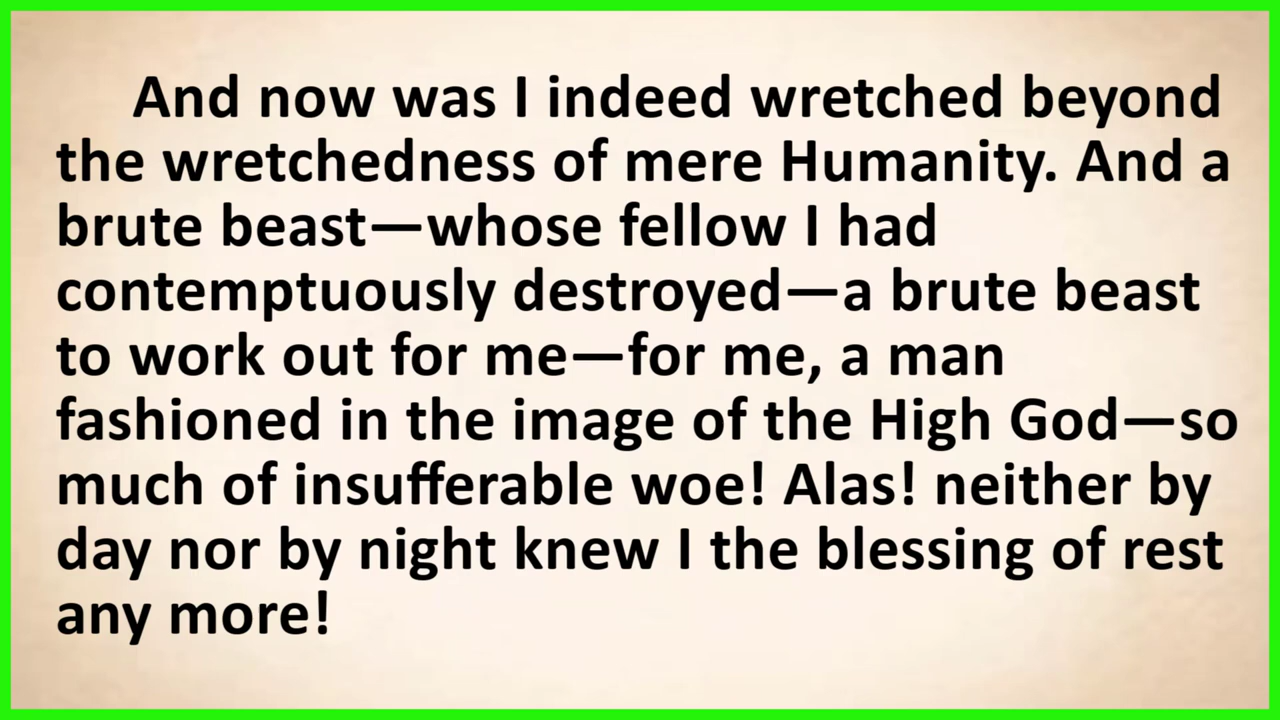 And now was I indeed wretched beyond
the wretchedness of mere Humanity. And a
brute beast—whose fellow I had
contemptuously destroyed—a brute beast
to work out for me—for me, a man
fashioned in the image of the High God—so
much of insufferable woe! Alas! neither by
day nor by night knew I the blessing of rest
any more!